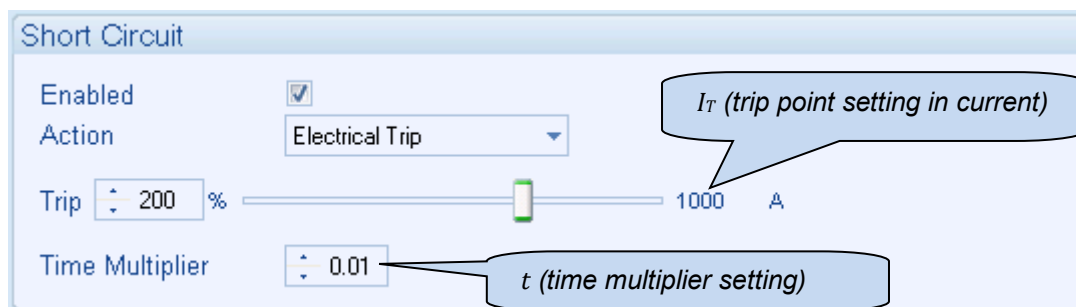 Short Circuit
Enabled
Action Electrical Trip
I_T (trip point setting in current)
Trip 200 % 1000 A
Time Multiplier 0.01
t (time multiplier setting)